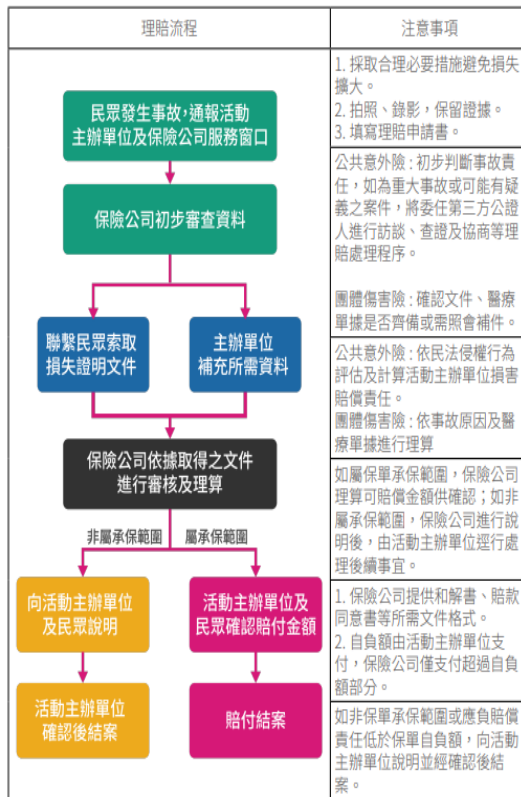 理賠流程
注意事項
民眾發生事故，通報活動
主辦單位及保險公司服務窗口
1. 採取合理必要措施避免損失
擴大。
2. 拍照、錄影，保留證據。
3. 填寫理賠申請書。
保險公司初步審查資料
公共意外險 : 初步判斷事故責
任，如為重大事故或可能有疑
義之案件，將委任第三方公證
人進行訪談、查證及協商等理
賠處理程序。
團體傷害險 : 確認文件、醫療
單據是否齊備或需照會補件。
聯繫民眾索取
損失證明文件
主辦單位
補充所需資料
公共意外險 : 依民法侵權行為
評估及計算活動主辦單位損害
賠償責任。
團體傷害險 : 依事故原因及醫
療單據進行理算
保險公司依據取得之文件
進行審核及理算
非屬承保範圍
屬承保範圍
如屬保單承保範圍，保險公司
理算可賠償金額供確認；如非
屬承保範圍，保險公司進行說
明後，由活動主辦單位逕行處
理後續事宜。
向活動主辦單位
及民眾說明
活動主辦單位及
民眾確認賠付金額
1. 保險公司提供和解書、賠款
同意書等所需文件格式。
2. 自負額由活動主辦單位支
付，保險公司僅支付超過自負
額部分。
活動主辦單位
確認後結案
賠付結案
如非保單承保範圍或應負賠償
責任低於保單自負額，向活動
主辦單位說明並經確認後結
案。